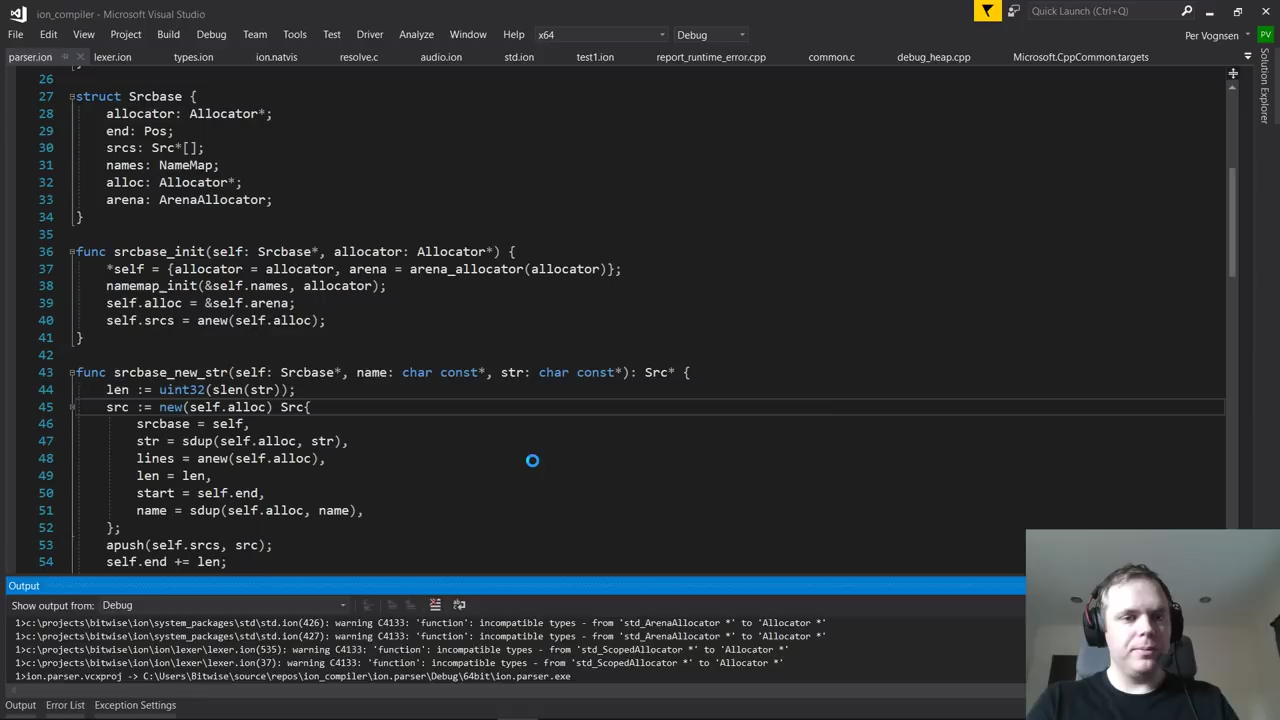 ion_compiler - Microsoft Visual Studio
Quick Launch (Ctrl+Q)
File Edit View Project Build Debug Team Tools Test Driver Analyze Window Help x64 Debug
Per Vognsen PV
parser.ion lexer.ion types.ion ion.natvis resolve.c audio.ion std.ion test1.ion report_runtime_error.cpp common.c debug_heap.cpp Microsoft.CppCommon.targets
Solution Explorer
26
27 struct Srcbase {
28 allocator: Allocator*;
29 end: Pos;
30 srcs: Src*[];
31 names: NameMap;
32 alloc: Allocator*;
33 arena: ArenaAllocator;
34 }
35
36 func srcbase_init(self: Srcbase*, allocator: Allocator*) {
37 *self = {allocator = allocator, arena = arena_allocator(allocator)};
38 namemap_init(&self.names, allocator);
39 self.alloc = &self.arena;
40 self.srcs = anew(self.alloc);
41 }
42
43 func srcbase_new_str(self: Srcbase*, name: char const*, str: char const*): Src* {
44 len := uint32(slen(str));
45 src := new(self.alloc) Src{
46 srcbase = self,
47 str = sdup(self.alloc, str),
48 lines = anew(self.alloc),
49 len = len,
50 start = self.end,
51 name = sdup(self.alloc, name),
52 };
53 apush(self.srcs, src);
54 self.end += len;
Output
Show output from: Debug
1>c:\projects\bitwise\ion\system_packages\std\std.ion(426): warning C4133: 'function': incompatible types - from 'std_ArenaAllocator *' to 'Allocator *'
1>c:\projects\bitwise\ion\system_packages\std\std.ion(427): warning C4133: 'function': incompatible types - from 'std_ArenaAllocator *' to 'Allocator *'
1>c:\projects\bitwise\ion\lexer\lexer.ion(535): warning C4133: 'function': incompatible types - from 'std_ScopedAllocator *' to 'Allocator *'
1>c:\projects\bitwise\ion\lexer\lexer.ion(37): warning C4133: 'function': incompatible types - from 'std_ScopedAllocator *' to 'Allocator *'
1>ion.parser.vcxproj -> C:\Users\Bitwise\source\repos\ion_compiler\ion.parser\Debug\64bit\ion.parser.exe
Output Error List Exception Settings